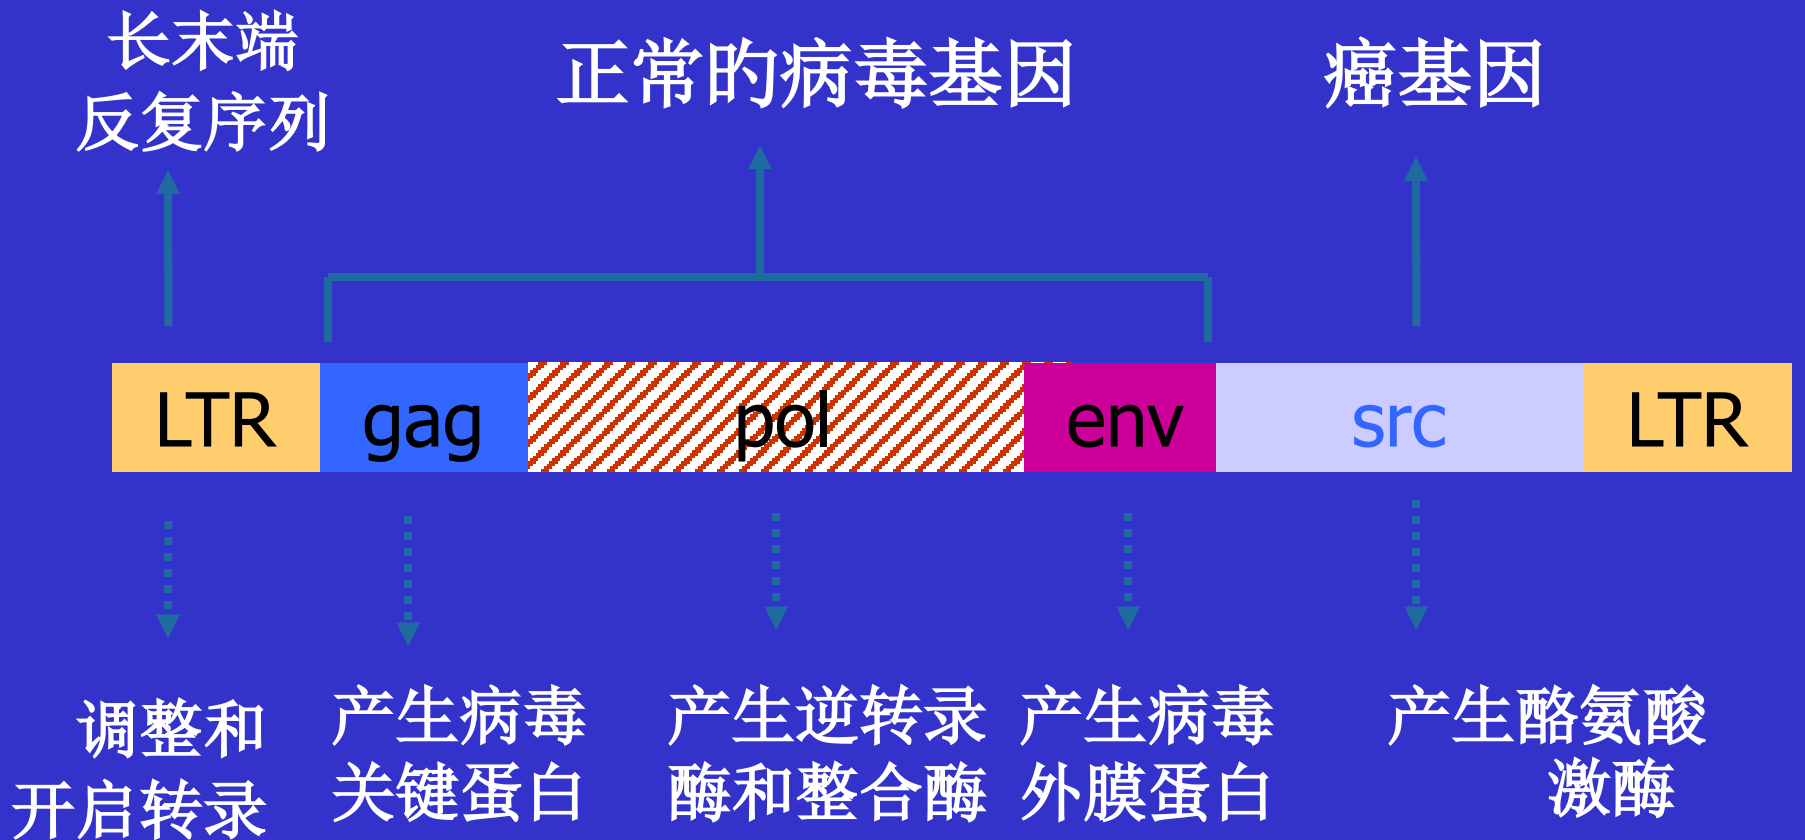 长末端
反复序列
正常旳病毒基因
癌基因
LTR gag pol env src LTR
调整和
开启转录
产生病毒
关键蛋白
产生逆转录
酶和整合酶
产生病毒
外膜蛋白
产生酪氨酸
激酶